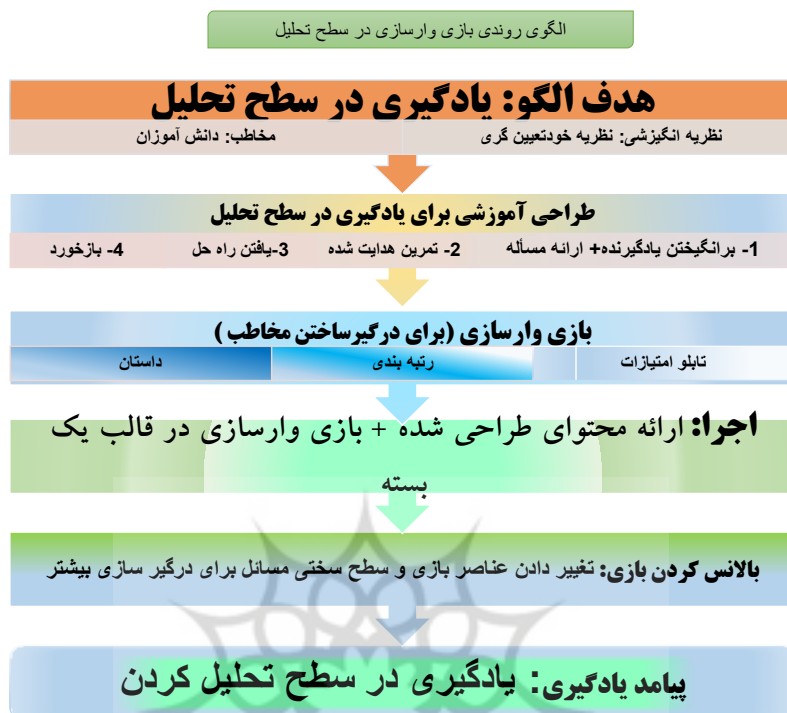 الگوی روندی بازی وارسازی در سطح تحلیل
هدف الگو: یادگیری در سطح تحلیل
نظریه انگیزشی: نظریه خودتعیین گری مخاطب: دانش آموزان
طراحی آموزشی برای یادگیری در سطح تحلیل
1- برانگیختن یادگیرنده+ ارائه مسأله 2- تمرین هدایت شده 3-یافتن راه حل 4- بازخورد
بازی وارسازی (برای درگیرساختن مخاطب )
تابلو امتیازات رتبه بندی داستان
اجرا: ارائه محتوای طراحی شده + بازی وارسازی در قالب یک
بسته
بالانس کردن بازی: تغییر دادن عناصر بازی و سطح سختی مسائل برای درگیر سازی بیشتر
پیامد یادگیری: یادگیری در سطح تحلیل کردن